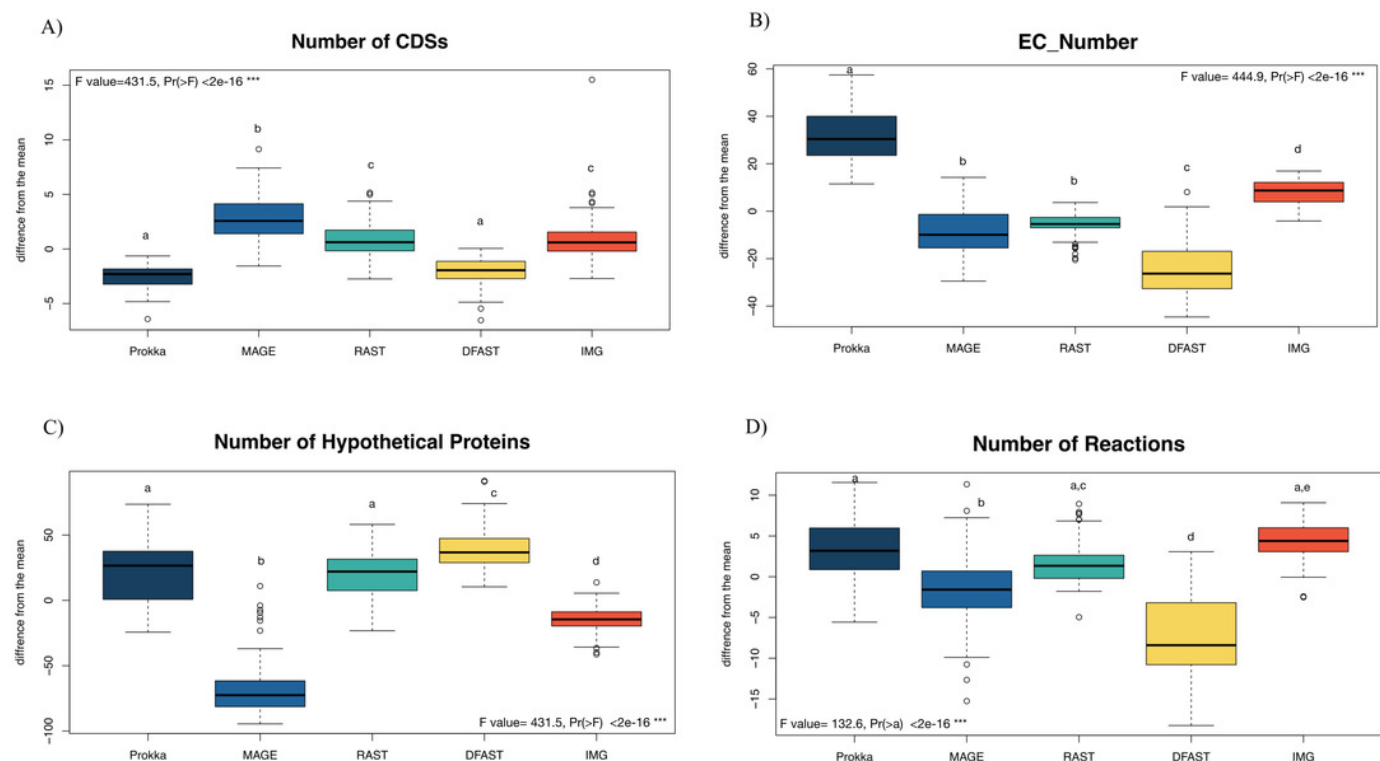 A)
Number of CDSs
F value=431.5, Pr(>F) <2e-16 ***
diffrence from the mean
15
10
5
0
−5
a
b
c
a
c
Prokka MAGE RAST DFAST IMG
B)
EC_Number
F value= 444.9, Pr(>F) <2e-16 ***
diffrence from the mean
60
40
20
0
−20
−40
a
b
b
c
d
Prokka MAGE RAST DFAST IMG
C)
Number of Hypothetical Proteins
diffrence from the mean
50
0
−50
−100
a
b
a
c
d
F value= 431.5, Pr(>F) <2e-16 ***
Prokka MAGE RAST DFAST IMG
D)
Number of Reactions
diffrence from the mean
10
5
0
−5
−10
−15
a
b
a,c
d
a,e
F value= 132.6, Pr(>a) <2e-16 ***
Prokka MAGE RAST DFAST IMG